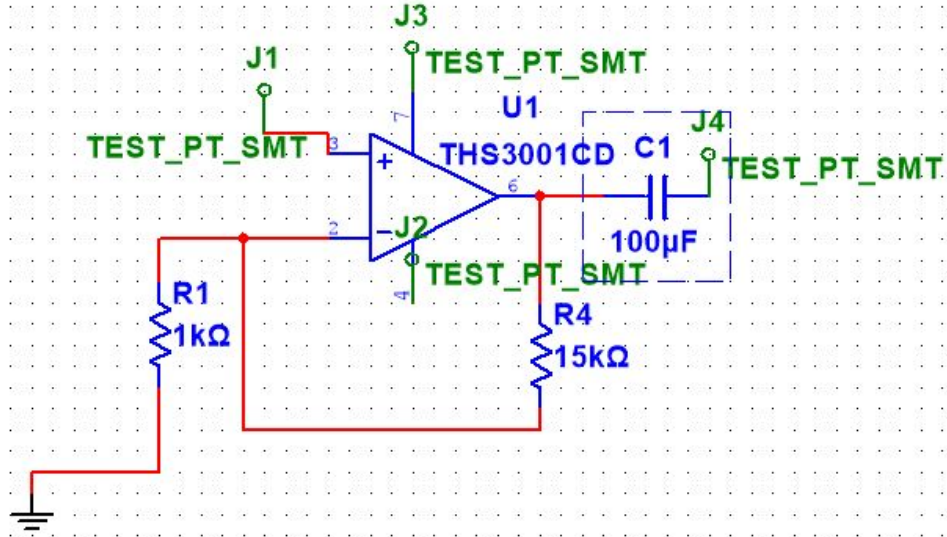 J3
J1
TEST_PT_SMT
7
U1
J4
TEST_PT_SMT
3
+
THS3001CD
C1
TEST_PT_SMT
6
2
−
J2
100µF
TEST_PT_SMT
4
R1
1kΩ
R4
15kΩ